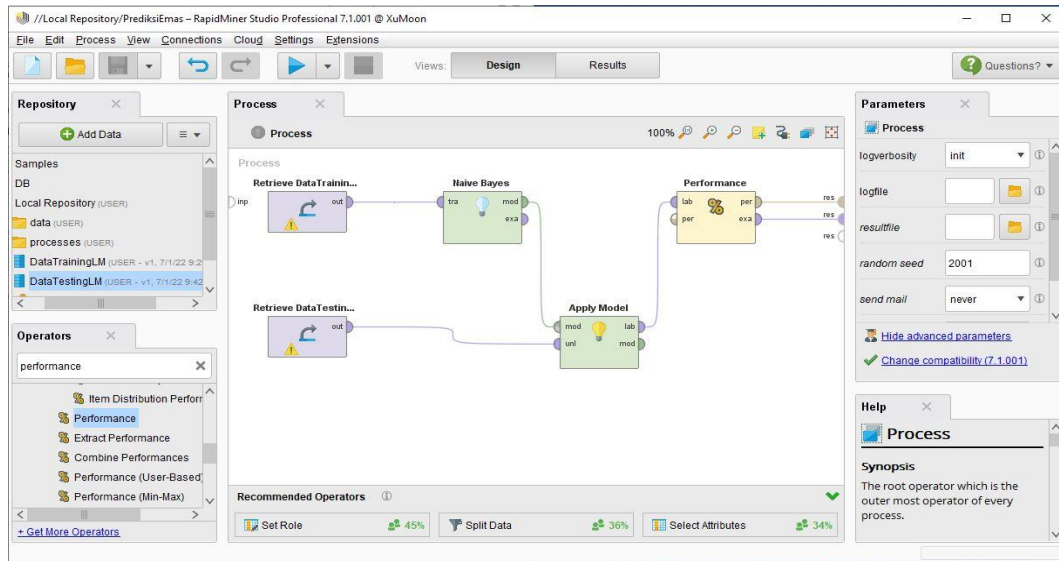 //Local Repository/PrediksiEmas – RapidMiner Studio Professional 7.1.001 @ XuMoon
File Edit Process View Connections Cloud Settings Extensions
Views: Design Results Questions?
Repository
Add Data
Samples
DB
Local Repository (USER)
data (USER)
processes (USER)
DataTrainingLM (USER - v1, 7/1/22 9:2
DataTestingLM (USER - v1, 7/1/22 9:42
Operators
performance
Item Distribution Perforr
Performance
Extract Performance
Combine Performances
Performance (User-Based)
Performance (Min-Max)
+ Get More Operators
Process
Process
100%
Process
inp
Retrieve DataTrainin...
out
Naive Bayes
tra mod
exa
Performance
lab per
per exa
res
res
res
Retrieve DataTestin...
out
Apply Model
mod lab
unl mod
Recommended Operators
Set Role 45%
Split Data 36%
Select Attributes 34%
Parameters
Process
logverbosity init
logfile
resultfile
random seed 2001
send mail never
Hide advanced parameters
Change compatibility (7.1.001)
Help
Process
Synopsis
The root operator which is the
outer most operator of every
process.